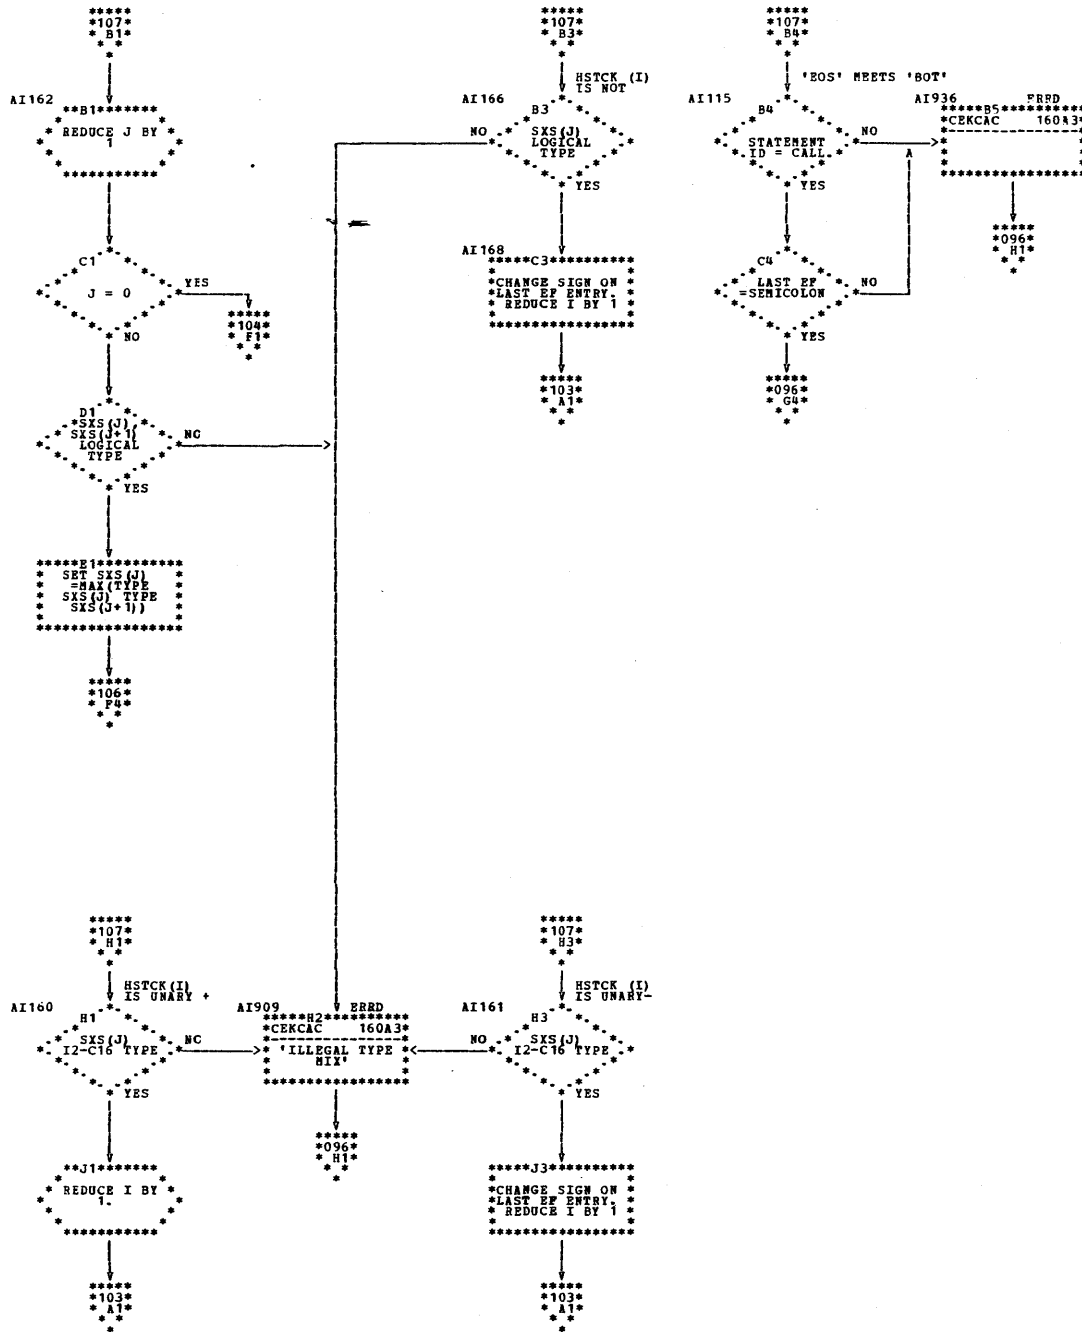 *107*
B1*
*107*
B3*
*107*
B4*
HSTCK (I)
IS NOT
'EOS' MEETS 'BOT'
AI162
**B1*******
REDUCE J BY
1
AI166
B3
SXS(J)
LOGICAL
TYPE
NO
YES
AI115
B4
STATEMENT
ID = CALL
NO
YES
A
AI936
ERRD
*****B5*****
*CEKCAC 160A3*
*096*
H1*
C1
J = 0
YES
NO
*104*
F1*
AI168
*****C3*****
*CHANGE SIGN ON
*LAST EF ENTRY.
REDUCE I BY 1
*103*
A1*
C4
LAST EF
=SEMICOLON
NO
YES
*096*
G4*
D1
*SXS(J),
SXS(J+1)
LOGICAL
TYPE
NO
YES
*****E1*****
SET SXS(J)
=MAX(TYPE
SXS(J) TYPE
SXS(J+1))
*106*
F4*
*107*
H1*
*107*
H3*
HSTCK(I)
IS UNARY +
HSTCK(I)
IS UNARY-
AI160
H1
SXS(J)
I2-C16 TYPE
NO
YES
AI909
ERRD
*****H2*****
*CEKCAC 160A3*
'ILLEGAL TYPE
MIX'
*096*
H1*
AI161
H3
SXS(J)
I2-C16 TYPE
NO
YES
**J1*******
REDUCE I BY
1.
*103*
A1*
*****J3*****
*CHANGE SIGN ON
*LAST EF ENTRY.
REDUCE I BY 1
*103*
A1*